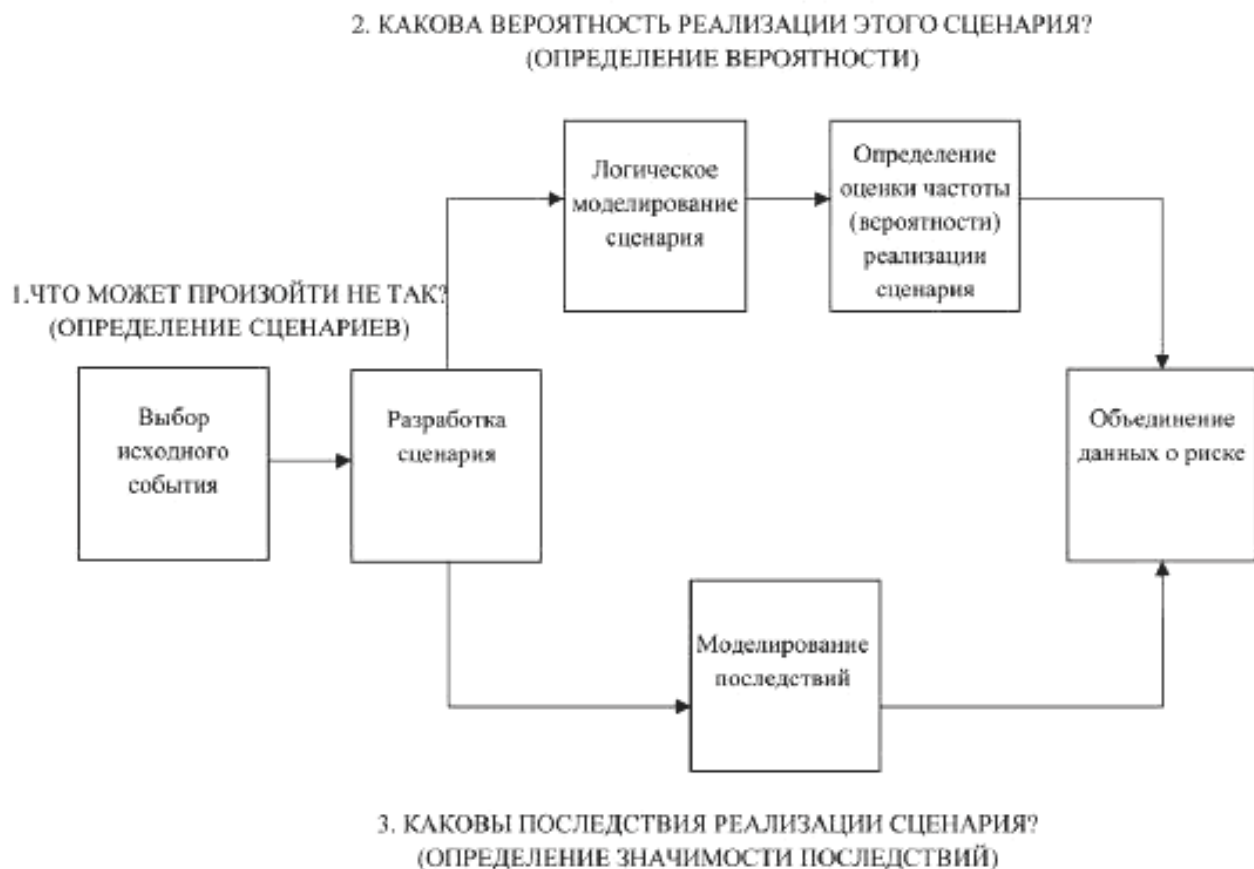 2. КАКОВА ВЕРОЯТНОСТЬ РЕАЛИЗАЦИИ ЭТОГО СЦЕНАРИЯ?
(ОПРЕДЕЛЕНИЕ ВЕРОЯТНОСТИ)
Логическое
моделирование
сценария
Определение
оценки частоты
(вероятности)
реализации
сценария
1.ЧТО МОЖЕТ ПРОИЗОЙТИ НЕ ТАК?
(ОПРЕДЕЛЕНИЕ СЦЕНАРИЕВ)
Выбор
исходного
события
Разработка
сценария
Объединение
данных о риске
Моделирование
последствий
3. КАКОВЫ ПОСЛЕДСТВИЯ РЕАЛИЗАЦИИ СЦЕНАРИЯ?
(ОПРЕДЕЛЕНИЕ ЗНАЧИМОСТИ ПОСЛЕДСТВИЙ)